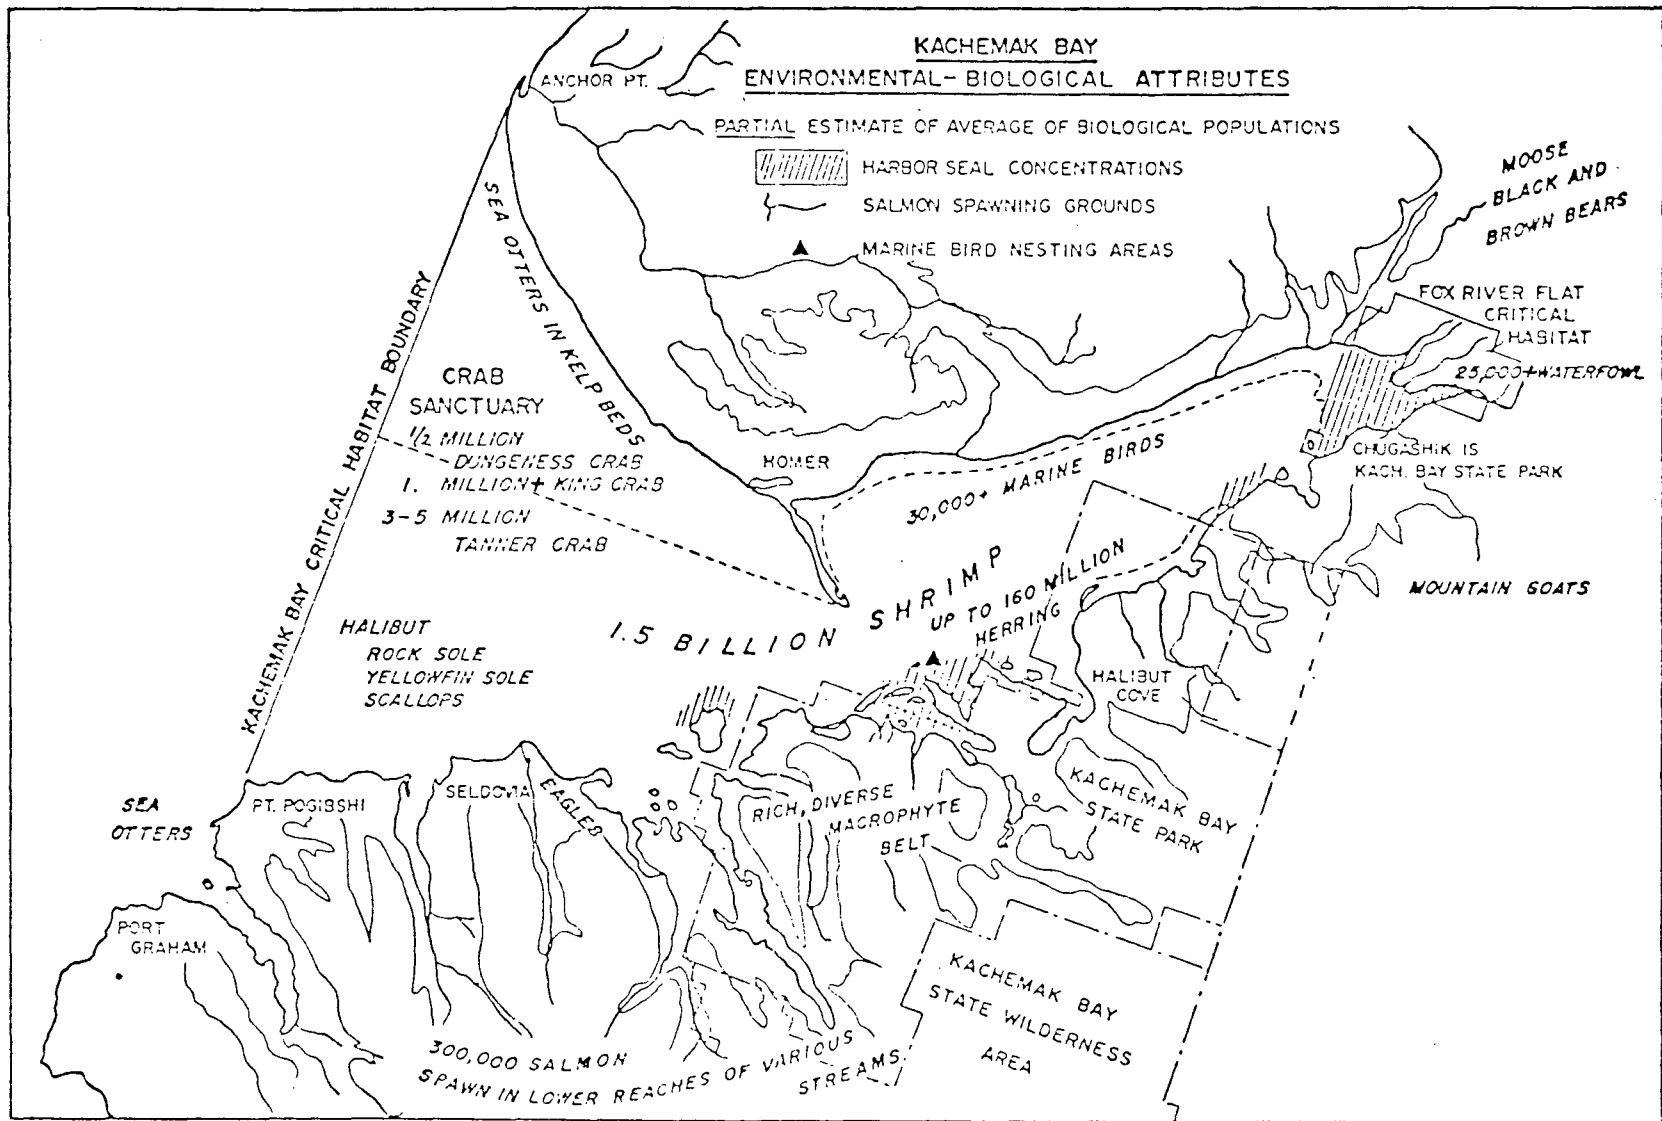 KACHEMAK BAY
ENVIRONMENTAL-BIOLOGICAL ATTRIBUTES
PARTIAL ESTIMATE OF AVERAGE OF BIOLOGICAL POPULATIONS
HARBOR SEAL CONCENTRATIONS
SALMON SPAWNING GROUNDS
MARINE BIRD NESTING AREAS
ANCHOR PT.
MOOSE
BLACK AND
BROWN BEARS
FOX RIVER FLAT
CRITICAL
HABITAT
25,000+ WATERFOWL
CHUGASHIK IS
KACH. BAY STATE PARK
MOUNTAIN GOATS
SEA OTTERS IN KELP BEDS
KACHEMAK BAY CRITICAL HABITAT BOUNDARY
CRAB
SANCTUARY
1/2 MILLION
DUNGENESS CRAB
1. MILLION+ KING CRAB
3-5 MILLION
TANNER CRAB
HOMER
30,000+ MARINE BIRDS
1.5 BILLION SHRIMP
UP TO 160 MILLION
HERRING
HALIBUT
ROCK SOLE
YELLOWFIN SOLE
SCALLOPS
HALIBUT
COVE
SEA
OTTERS
PT. POGIBSHI
SELDOVIA
EAGLES
RICH, DIVERSE
MACROPHYTE
BELT
KACHEMAK BAY
STATE PARK
PORT
GRAHAM
KACHEMAK BAY
STATE WILDERNESS
AREA
300,000 SALMON
SPAWN IN LOWER REACHES OF VARIOUS
STREAMS.